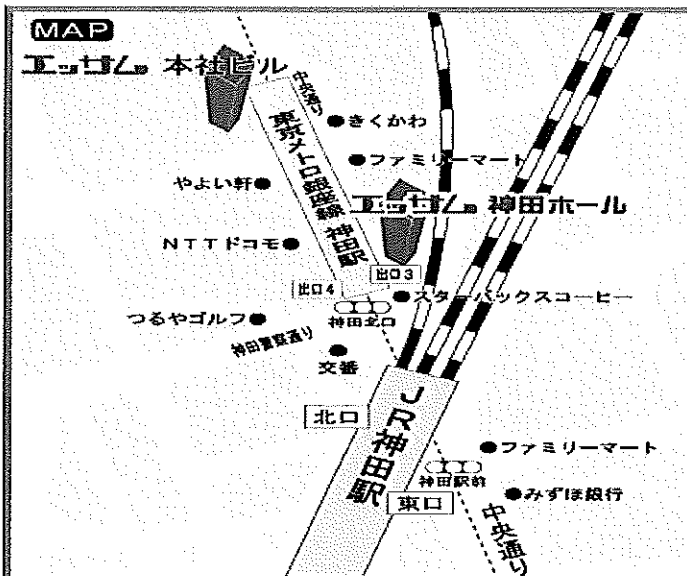 MAP
エッサム 本社ビル
中央通り
きくかわ
東京メトロ銀座線 神田駅
ファミリーマート
やよい軒
エッサム 神田ホール
NTTドコモ
出口3
出口4
スターバックスコーヒー
神田北口
つるやゴルフ
神田警察通り
交番
JR神田駅
北口
ファミリーマート
神田駅前
みずほ銀行
東口
中央通り